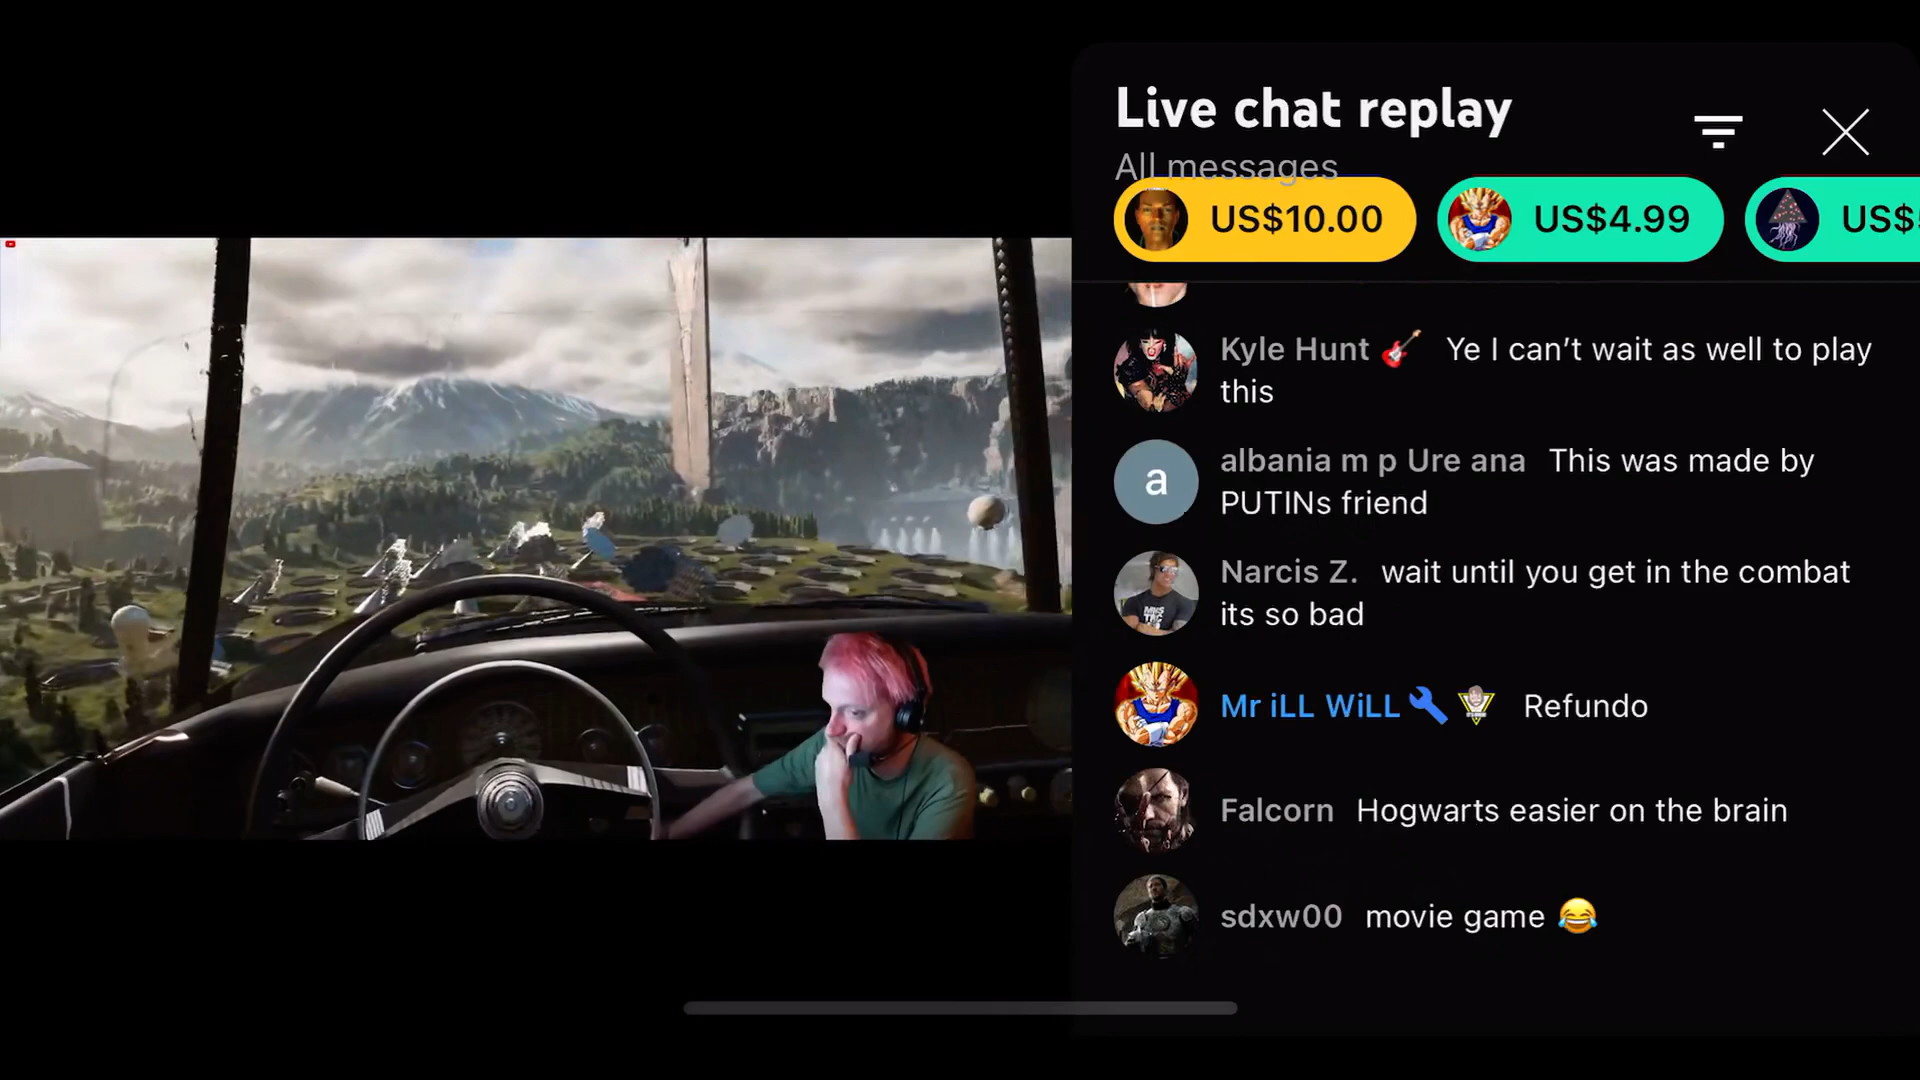 Live chat replay
All messages
US$10.00
US$4.99
US$
Kyle Hunt Ye I can’t wait as well to play
this
a
albania m p Ure ana This was made by
PUTINs friend
Narcis Z. wait until you get in the combat
its so bad
Mr iLL WiLL Refundo
Falcorn Hogwarts easier on the brain
sdxw00 movie game 😂